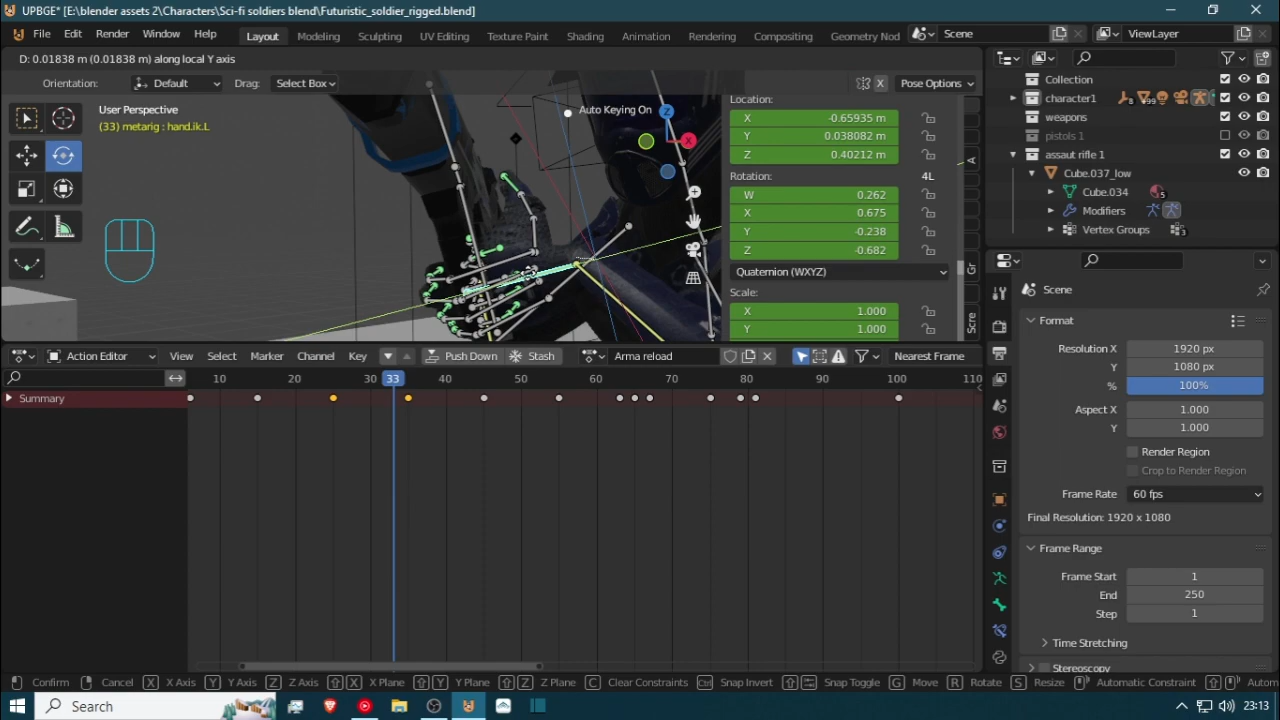 UPBGE* [E:\blender assets 2\Characters\Sci-fi soldiers blend\Futuristic_soldier_rigged.blend]
File Edit Render Window Help Layout Modeling Sculpting UV Editing Texture Paint Shading Animation Rendering Compositing Geometry Nod Scene ViewLayer
D: 0.01838 m (0.01838 m) along local Y axis
Orientation: Default Drag: Select Box X Pose Options
User Perspective
(33) metarig : hand.ik.L
Auto Keying On
Z
X
Location:
X -0.65935 m
Y 0.038082 m
Z 0.40212 m
Rotation: 4L
W 0.262
X 0.675
Y -0.238
Z -0.682
Quaternion (WXYZ)
Scale:
X 1.000
Y 1.000
A
Gr
Scre
Collection
character1 8 99
weapons
pistols 1
assaut rifle 1
Cube.037_low
Cube.034 5
Modifiers
Vertex Groups
Scene
Format
Resolution X 1920 px
Y 1080 px
% 100%
Aspect X 1.000
Y 1.000
Render Region
Crop to Render Region
Frame Rate 60 fps
Final Resolution: 1920 x 1080
Frame Range
Frame Start 1
End 250
Step 1
Time Stretching
Stereoscopy
Action Editor View Select Marker Channel Key Push Down Stash Arma reload Nearest Frame
10 20 30 33 40 50 60 70 80 90 100 110
Summary
Confirm Cancel X X Axis Y Y Axis Z Z Axis X X Plane Y Y Plane Z Z Plane C Clear Constraints Ctrl Snap Invert Snap Toggle G Move R Rotate S Resize Automatic Constraint Autom
Search 23:13